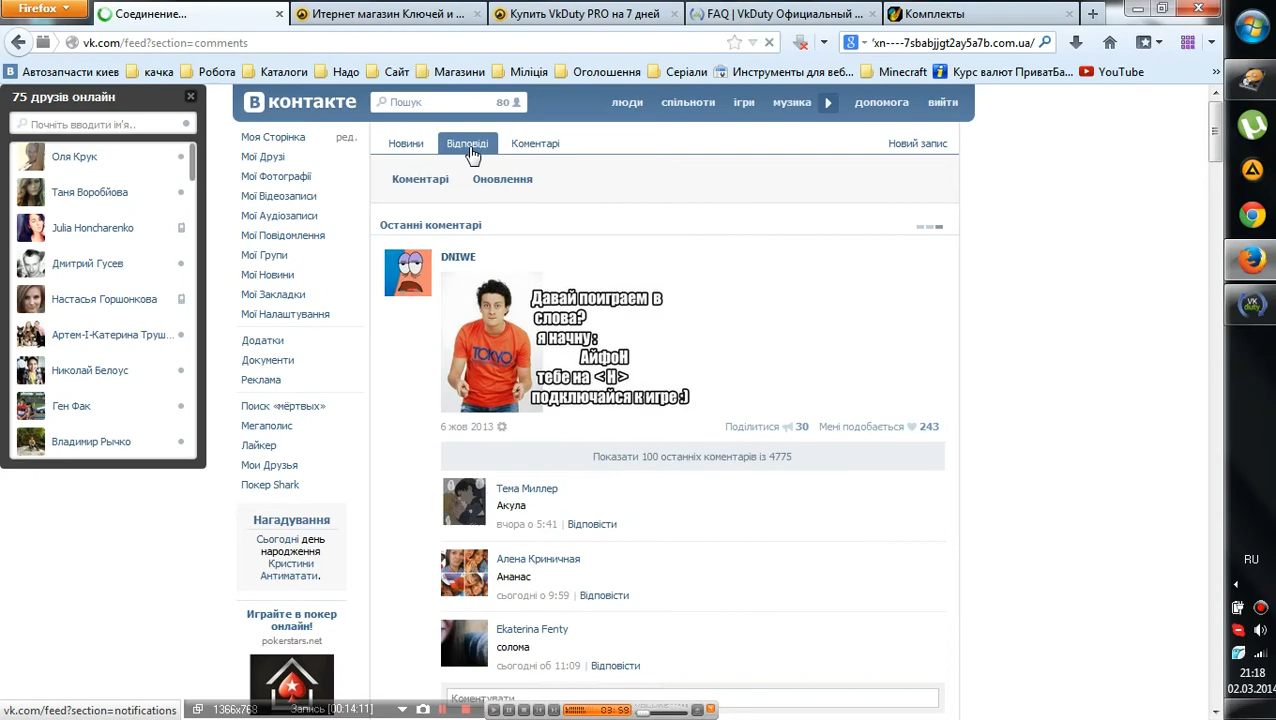 Firefox
Соединение...
Итернет магазин Ключей и ...
Купить VkDuty PRO на 7 дней
FAQ | VkDuty Официальный ...
Комплекты
vk.com/feed?section=comments
'xn----7sbabjjgt2ay5a7b.com.ua/
Автозапчасти киев
качка
Робота
Каталоги
Надо
Сайт
Магазини
Міліція
Оголошення
Серіали
Инструменты для веб...
Minecraft
Курс валют ПриватБа...
YouTube
75 друзів онлайн
Почніть вводити ім'я..
Оля Крук
Таня Воробйова
Julia Honcharenko
Дмитрий Гусев
Настасья Горшонкова
Артем-І-Катерина Труш...
Николай Белоус
Ген Фак
Владимир Рычко
В контакте
Пошук
80
люди
спільноти
ігри
музика
допомога
вийти
Моя Сторінка
ред.
Мої Друзі
Мої Фотографії
Мої Відеозаписи
Мої Аудіозаписи
Мої Повідомлення
Мої Групи
Мої Новини
Мої Закладки
Мої Налаштування
Додатки
Документи
Реклама
Поиск «мёртвых»
Мегаполис
Лайкер
Мои Друзья
Покер Shark
Нагадування
Сьогодні день
народження
Кристини
Антиматати.
Играйте в покер
онлайн!
pokerstars.net
Новини
Відповіді
Коментарі
Новий запис
Коментарі
Оновлення
Останні коментарі
DNIWE
Давай поиграем в
слова?
я начну :
АйфоН
тебе на <Н>
подключайся к игре :)
TOKYO
6 жов 2013
Поділитися 30
Мені подобається 243
Показати 100 останніх коментарів із 4775
Тема Миллер
Акула
вчора о 5:41 | Відповісти
Алена Криничная
Ананас
сьогодні о 9:59 | Відповісти
Ekaterina Fenty
солома
сьогодні об 11:09 | Відповісти
Коментувати..
vk.com/feed?section=notifications
1366x768
Запись [00:14:11]
03:59
VK
duty
RU
21:18
02.03.2014